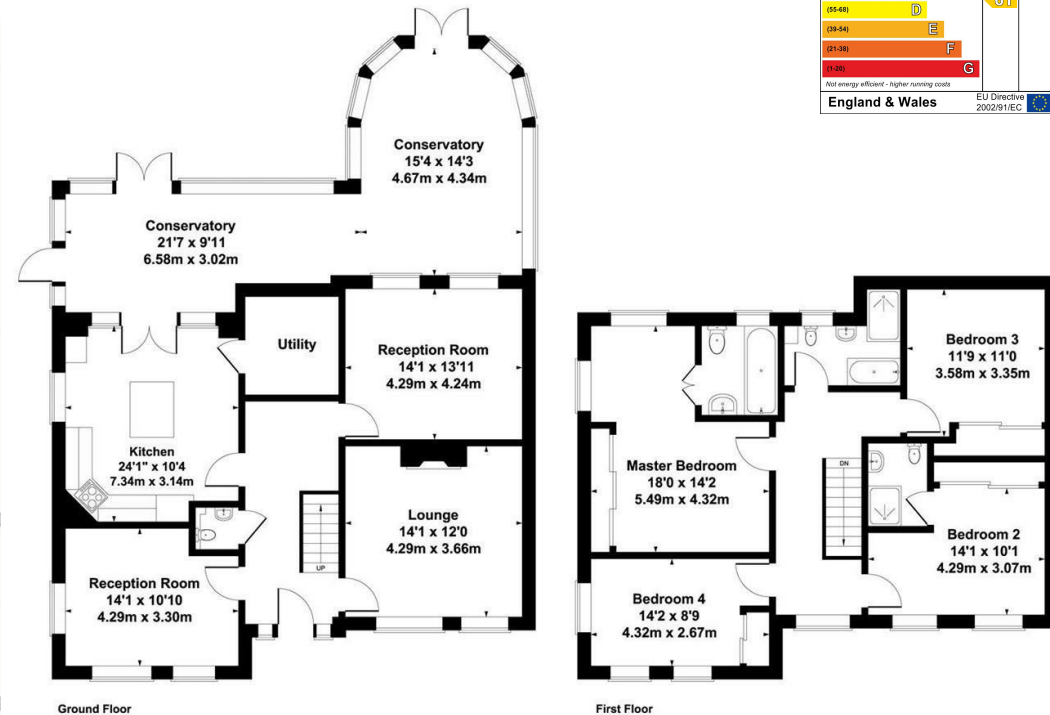 (55-68) D
(39-54) E
(21-38) F
(1-20) G
Not energy efficient - higher running costs
England & Wales
EU Directive
2002/91/EC
Conservatory
15'4 x 14'3
4.67m x 4.34m
Conservatory
21'7 x 9'11
6.58m x 3.02m
Utility
Reception Room
14'1 x 13'11
4.29m x 4.24m
Kitchen
24'1" x 10'4
7.34m x 3.14m
Lounge
14'1 x 12'0
4.29m x 3.66m
UP
Reception Room
14'1 x 10'10
4.29m x 3.30m
Ground Floor
Bedroom 3
11'9 x 11'0
3.58m x 3.35m
Master Bedroom
18'0 x 14'2
5.49m x 4.32m
DN
Bedroom 2
14'1 x 10'1
4.29m x 3.07m
Bedroom 4
14'2 x 8'9
4.32m x 2.67m
First Floor